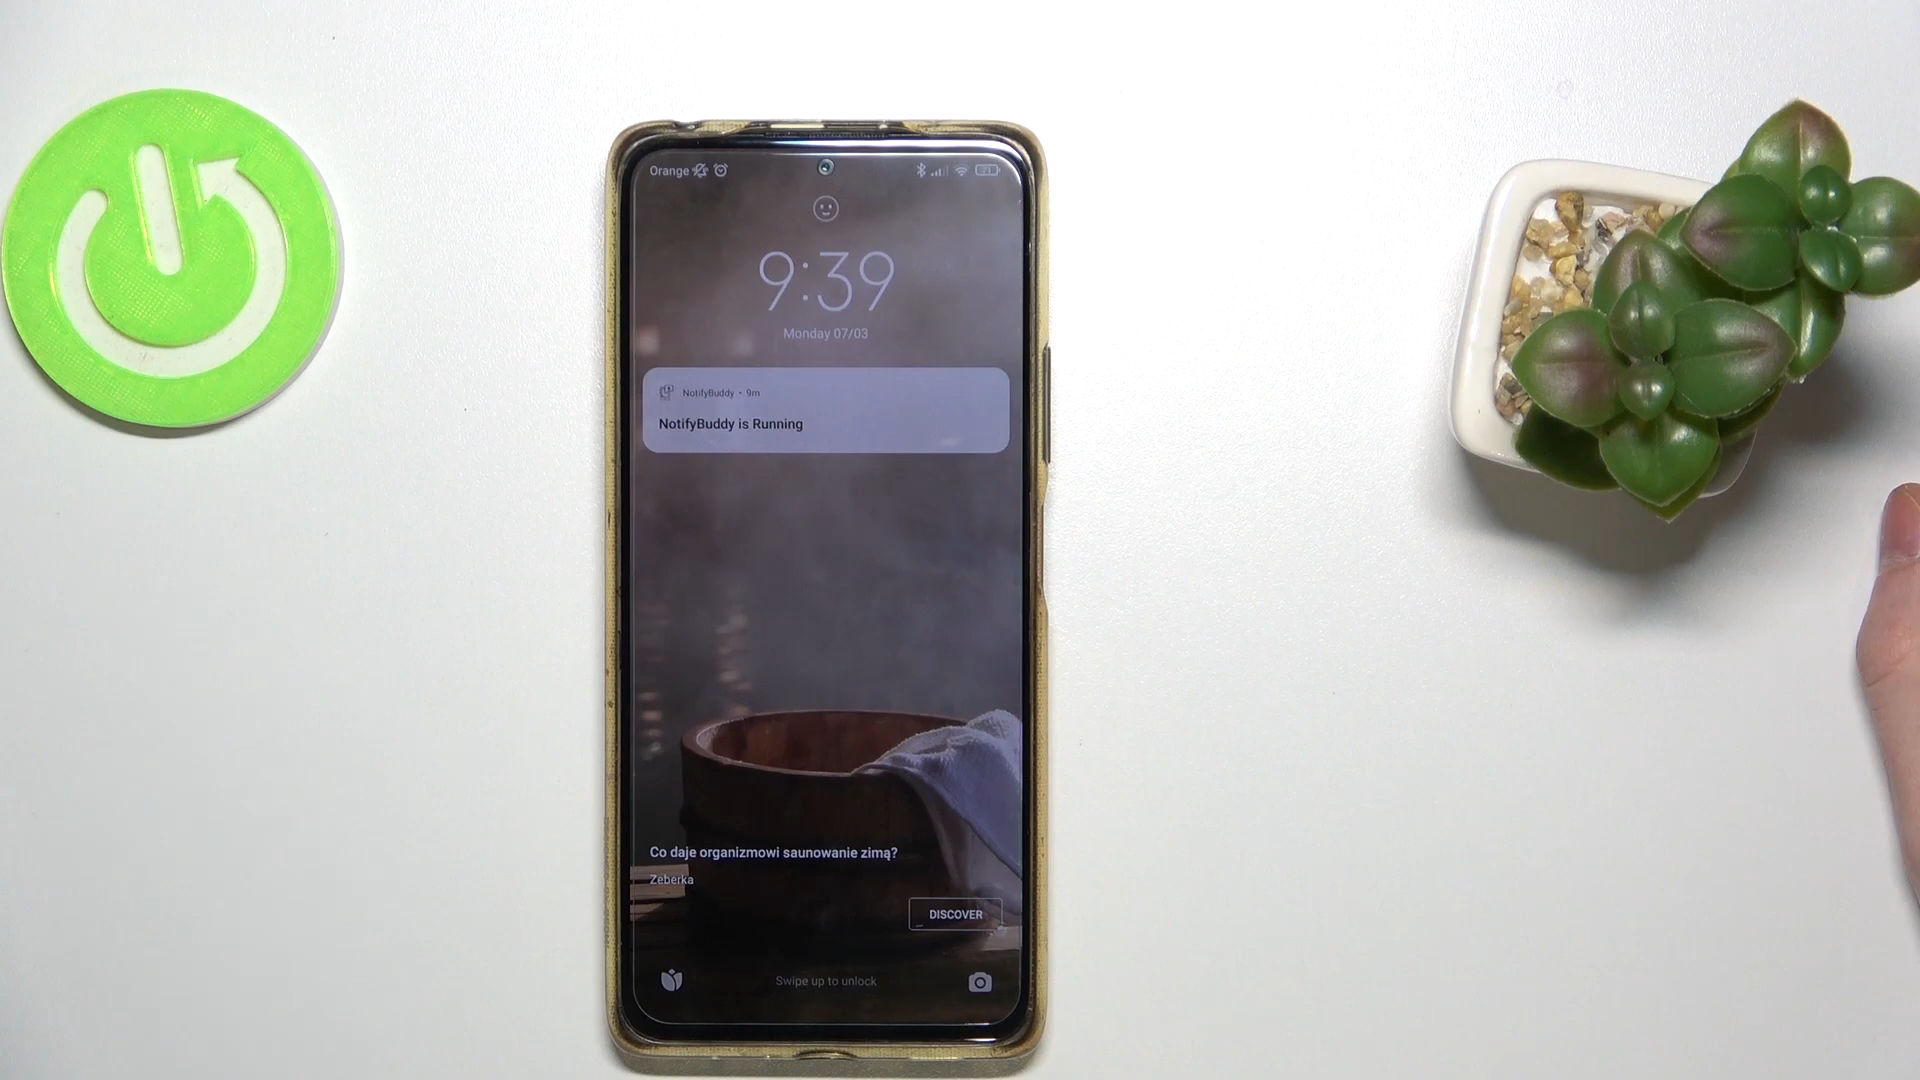 Orange
9:39
Monday 07/03
NotifyBuddy • 9m
NotifyBuddy is Running
Co daje organizmowi saunowanie zimą?
Zeberka
DISCOVER
Swipe up to unlock